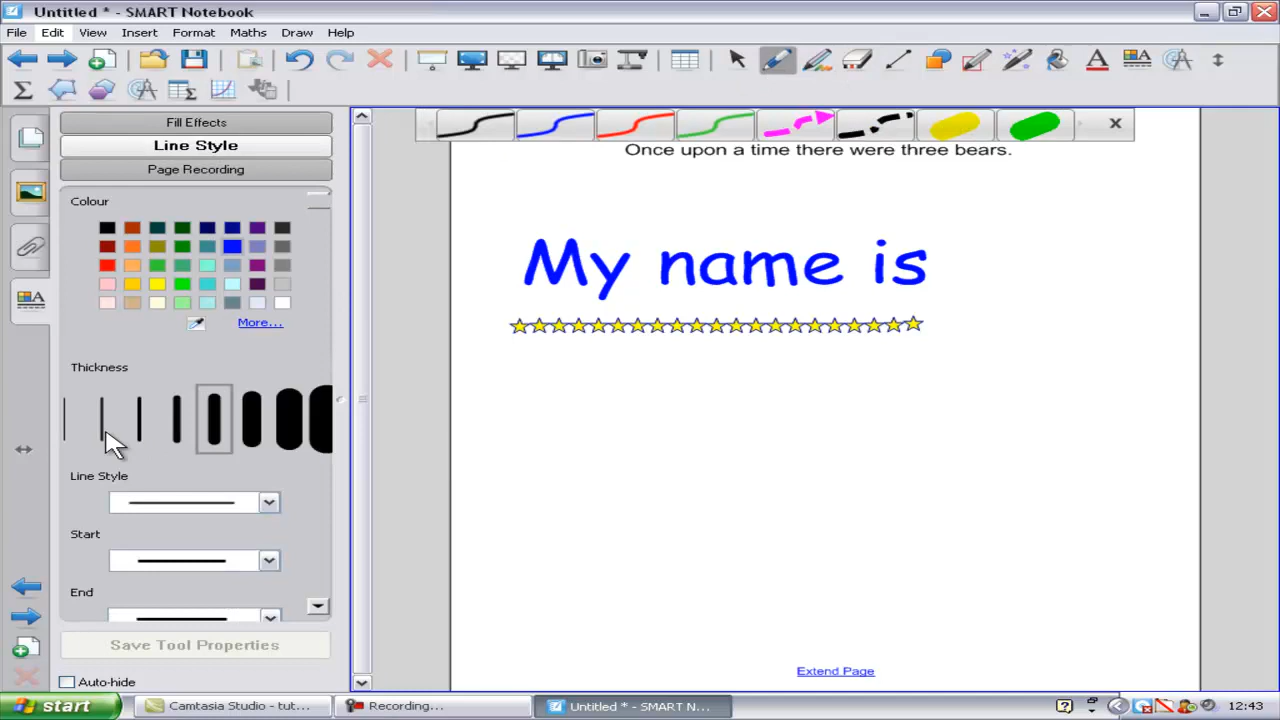 Untitled * - SMART Notebook
File Edit View Insert Format Maths Draw Help
Fill Effects
Line Style
Page Recording
Colour
More...
Thickness
Line Style
Start
End
Save Tool Properties
Once upon a time there were three bears.
My name is
Extend Page
start
Camtasia Studio - tut...
Recording...
Untitled * - SMART N...
12:43